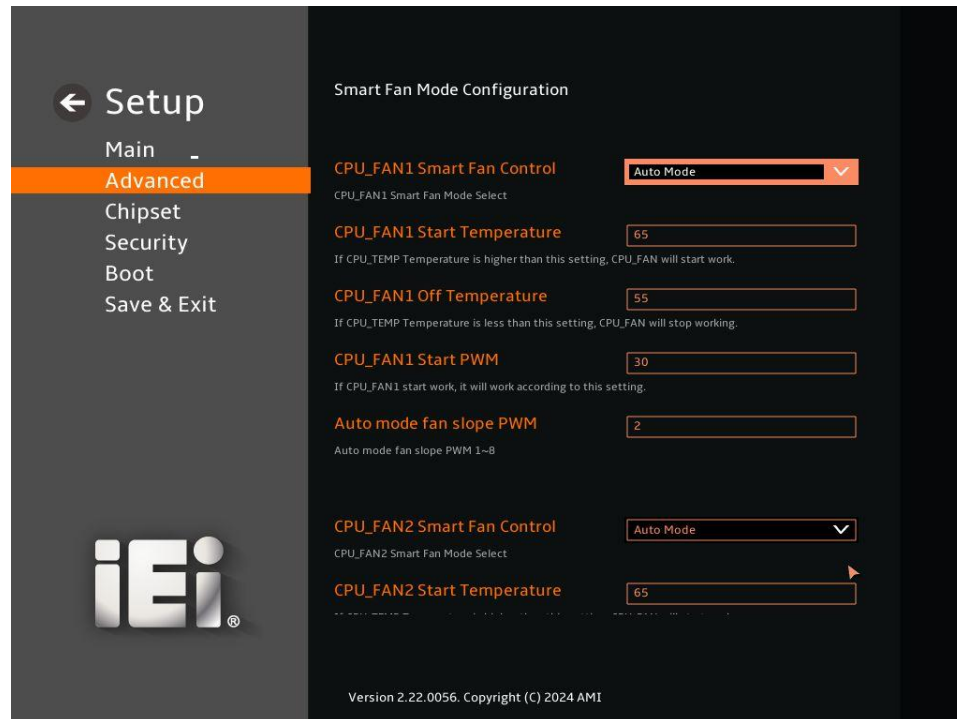 Setup
Main
Advanced
Chipset
Security
Boot
Save & Exit
iEi ®
Smart Fan Mode Configuration
CPU_FAN1 Smart Fan Control Auto Mode
CPU_FAN1 Smart Fan Mode Select
CPU_FAN1 Start Temperature 65
If CPU_TEMP Temperature is higher than this setting, CPU_FAN will start work.
CPU_FAN1 Off Temperature 55
If CPU_TEMP Temperature is less than this setting, CPU_FAN will stop working.
CPU_FAN1 Start PWM 30
If CPU_FAN1 start work, it will work according to this setting.
Auto mode fan slope PWM 2
Auto mode fan slope PWM 1~8
CPU_FAN2 Smart Fan Control Auto Mode
CPU_FAN2 Smart Fan Mode Select
CPU_FAN2 Start Temperature 65
Version 2.22.0056. Copyright (C) 2024 AMI